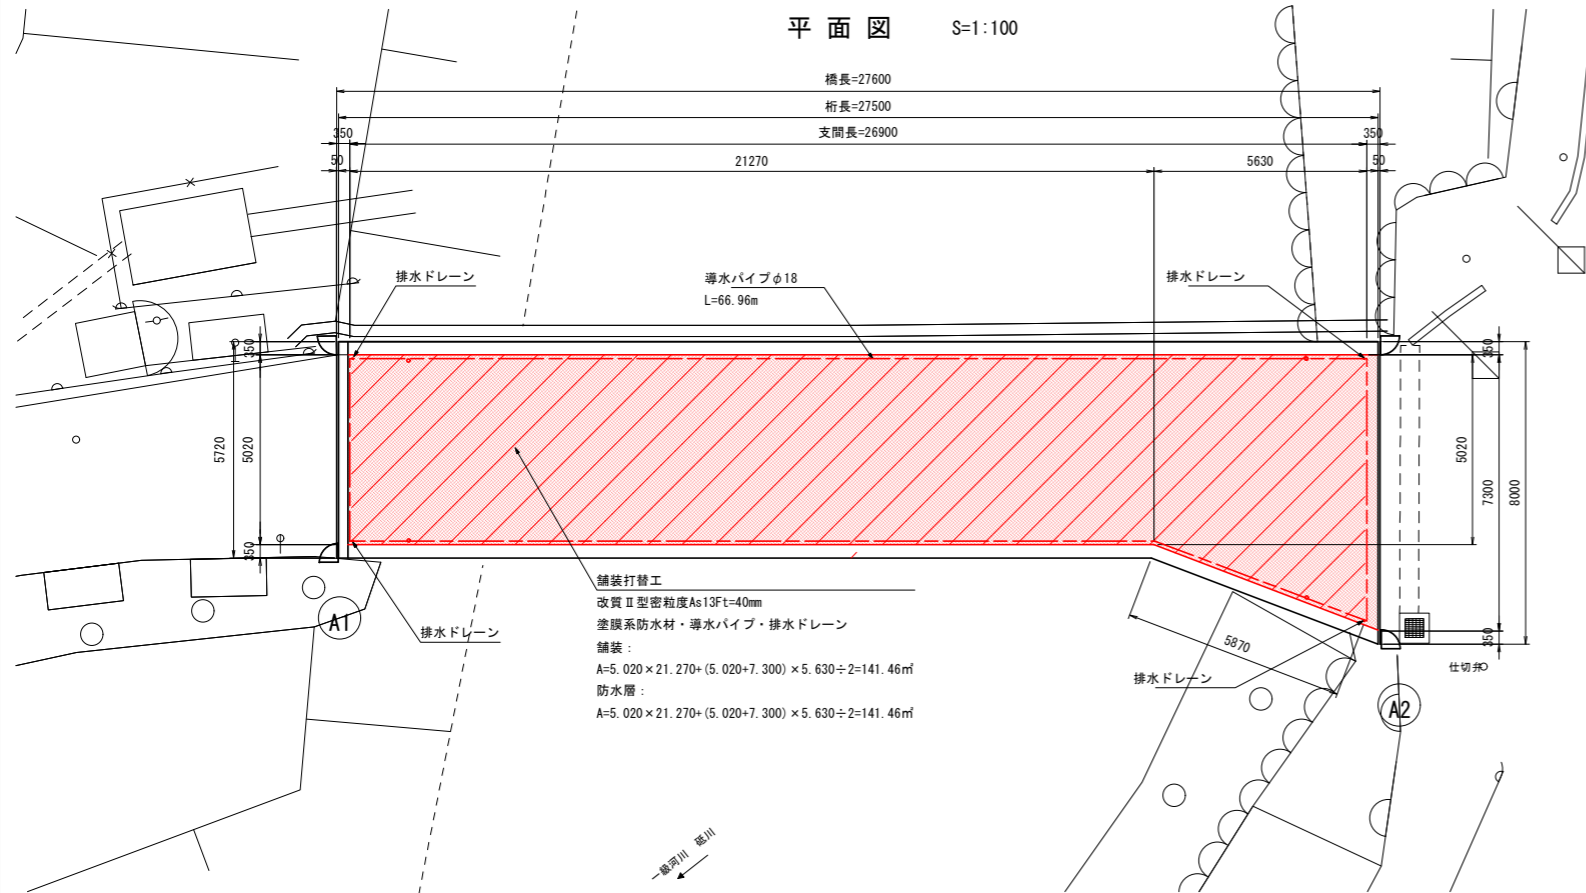 平面図 S=1:100
橋長=27600
桁長=27500
350 支間長=26900 350
50 21270 5630 50
排水ドレーン
導水パイプφ18
L=66.96m
排水ドレーン
350
5720
5020
350
350
5020
7300
8000
350
舗装打替工
改質Ⅱ型密粒度As13Ft=40mm
塗膜系防水材・導水パイプ・排水ドレーン
舗装：
A=5.020×21.270+(5.020+7.300)×5.630÷2=141.46㎡
防水層：
A=5.020×21.270+(5.020+7.300)×5.630÷2=141.46㎡
A1
排水ドレーン
5870
排水ドレーン
仕切弁
A2
一級河川 砥川